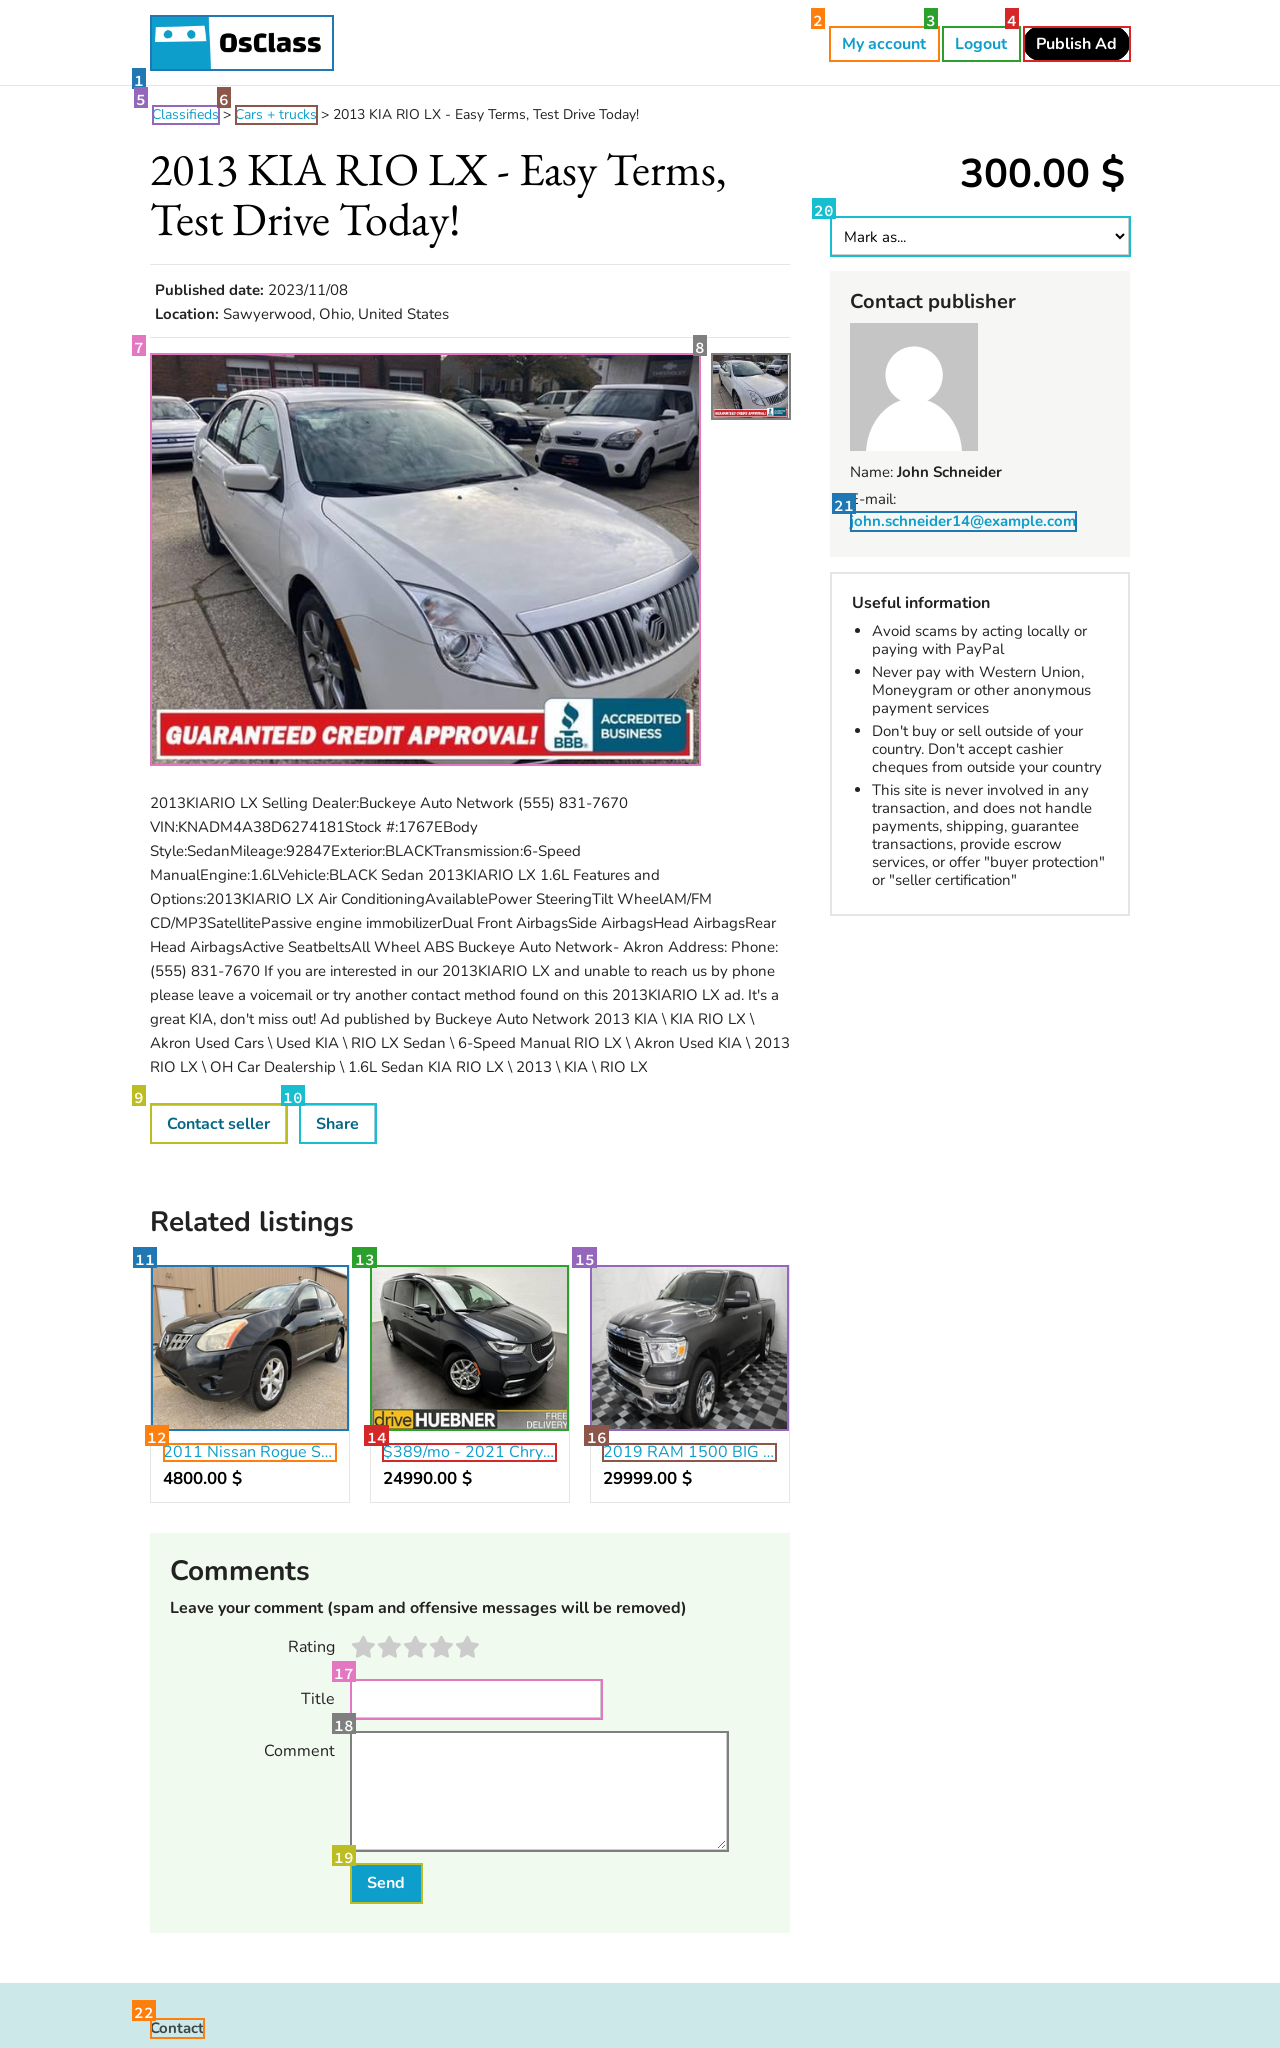 OsClass
2
My account
3
Logout
4
Publish Ad
1
5
Classifieds
6
> Cars + trucks > 2013 KIA RIO LX - Easy Terms, Test Drive Today!
2013 KIA RIO LX - Easy Terms,
Test Drive Today!
300.00 $
20
Mark as...
Published date: 2023/11/08
Location: Sawyerwood, Ohio, United States
Contact publisher
7
8
GUARANTEED CREDIT APPROVAL!
BBB
ACCREDITED
BUSINESS
GUARANTEED CREDIT APPROVAL!
Name: John Schneider
21
E-mail:
john.schneider14@example.com
Useful information
Avoid scams by acting locally or
paying with PayPal
Never pay with Western Union,
Moneygram or other anonymous
payment services
Don't buy or sell outside of your
country. Don't accept cashier
cheques from outside your country
This site is never involved in any
transaction, and does not handle
payments, shipping, guarantee
transactions, provide escrow
services, or offer "buyer protection"
or "seller certification"
2013KIARIO LX Selling Dealer:Buckeye Auto Network (555) 831-7670
VIN:KNADM4A38D6274181Stock #:1767EBody
Style:SedanMileage:92847Exterior:BLACKTransmission:6-Speed
ManualEngine:1.6LVehicle:BLACK Sedan 2013KIARIO LX 1.6L Features and
Options:2013KIARIO LX Air ConditioningAvailablePower SteeringTilt WheelAM/FM
CD/MP3SatellitePassive engine immobilizerDual Front AirbagsSide AirbagsHead AirbagsRear
Head AirbagsActive SeatbeltsAll Wheel ABS Buckeye Auto Network- Akron Address: Phone:
(555) 831-7670 If you are interested in our 2013KIARIO LX and unable to reach us by phone
please leave a voicemail or try another contact method found on this 2013KIARIO LX ad. It's a
great KIA, don't miss out! Ad published by Buckeye Auto Network 2013 KIA \ KIA RIO LX \
Akron Used Cars \ Used KIA \ RIO LX Sedan \ 6-Speed Manual RIO LX \ Akron Used KIA \ 2013
RIO LX \ OH Car Dealership \ 1.6L Sedan KIA RIO LX \ 2013 \ KIA \ RIO LX
9
Contact seller
10
Share
Related listings
11
13
15
drive HUEBNER
FREE
DELIVERY
12
2011 Nissan Rogue S...
4800.00 $
14
$389/mo - 2021 Chry...
24990.00 $
16
2019 RAM 1500 BIG ...
29999.00 $
Comments
Leave your comment (spam and offensive messages will be removed)
Rating
17
Title
18
Comment
19
Send
22
Contact